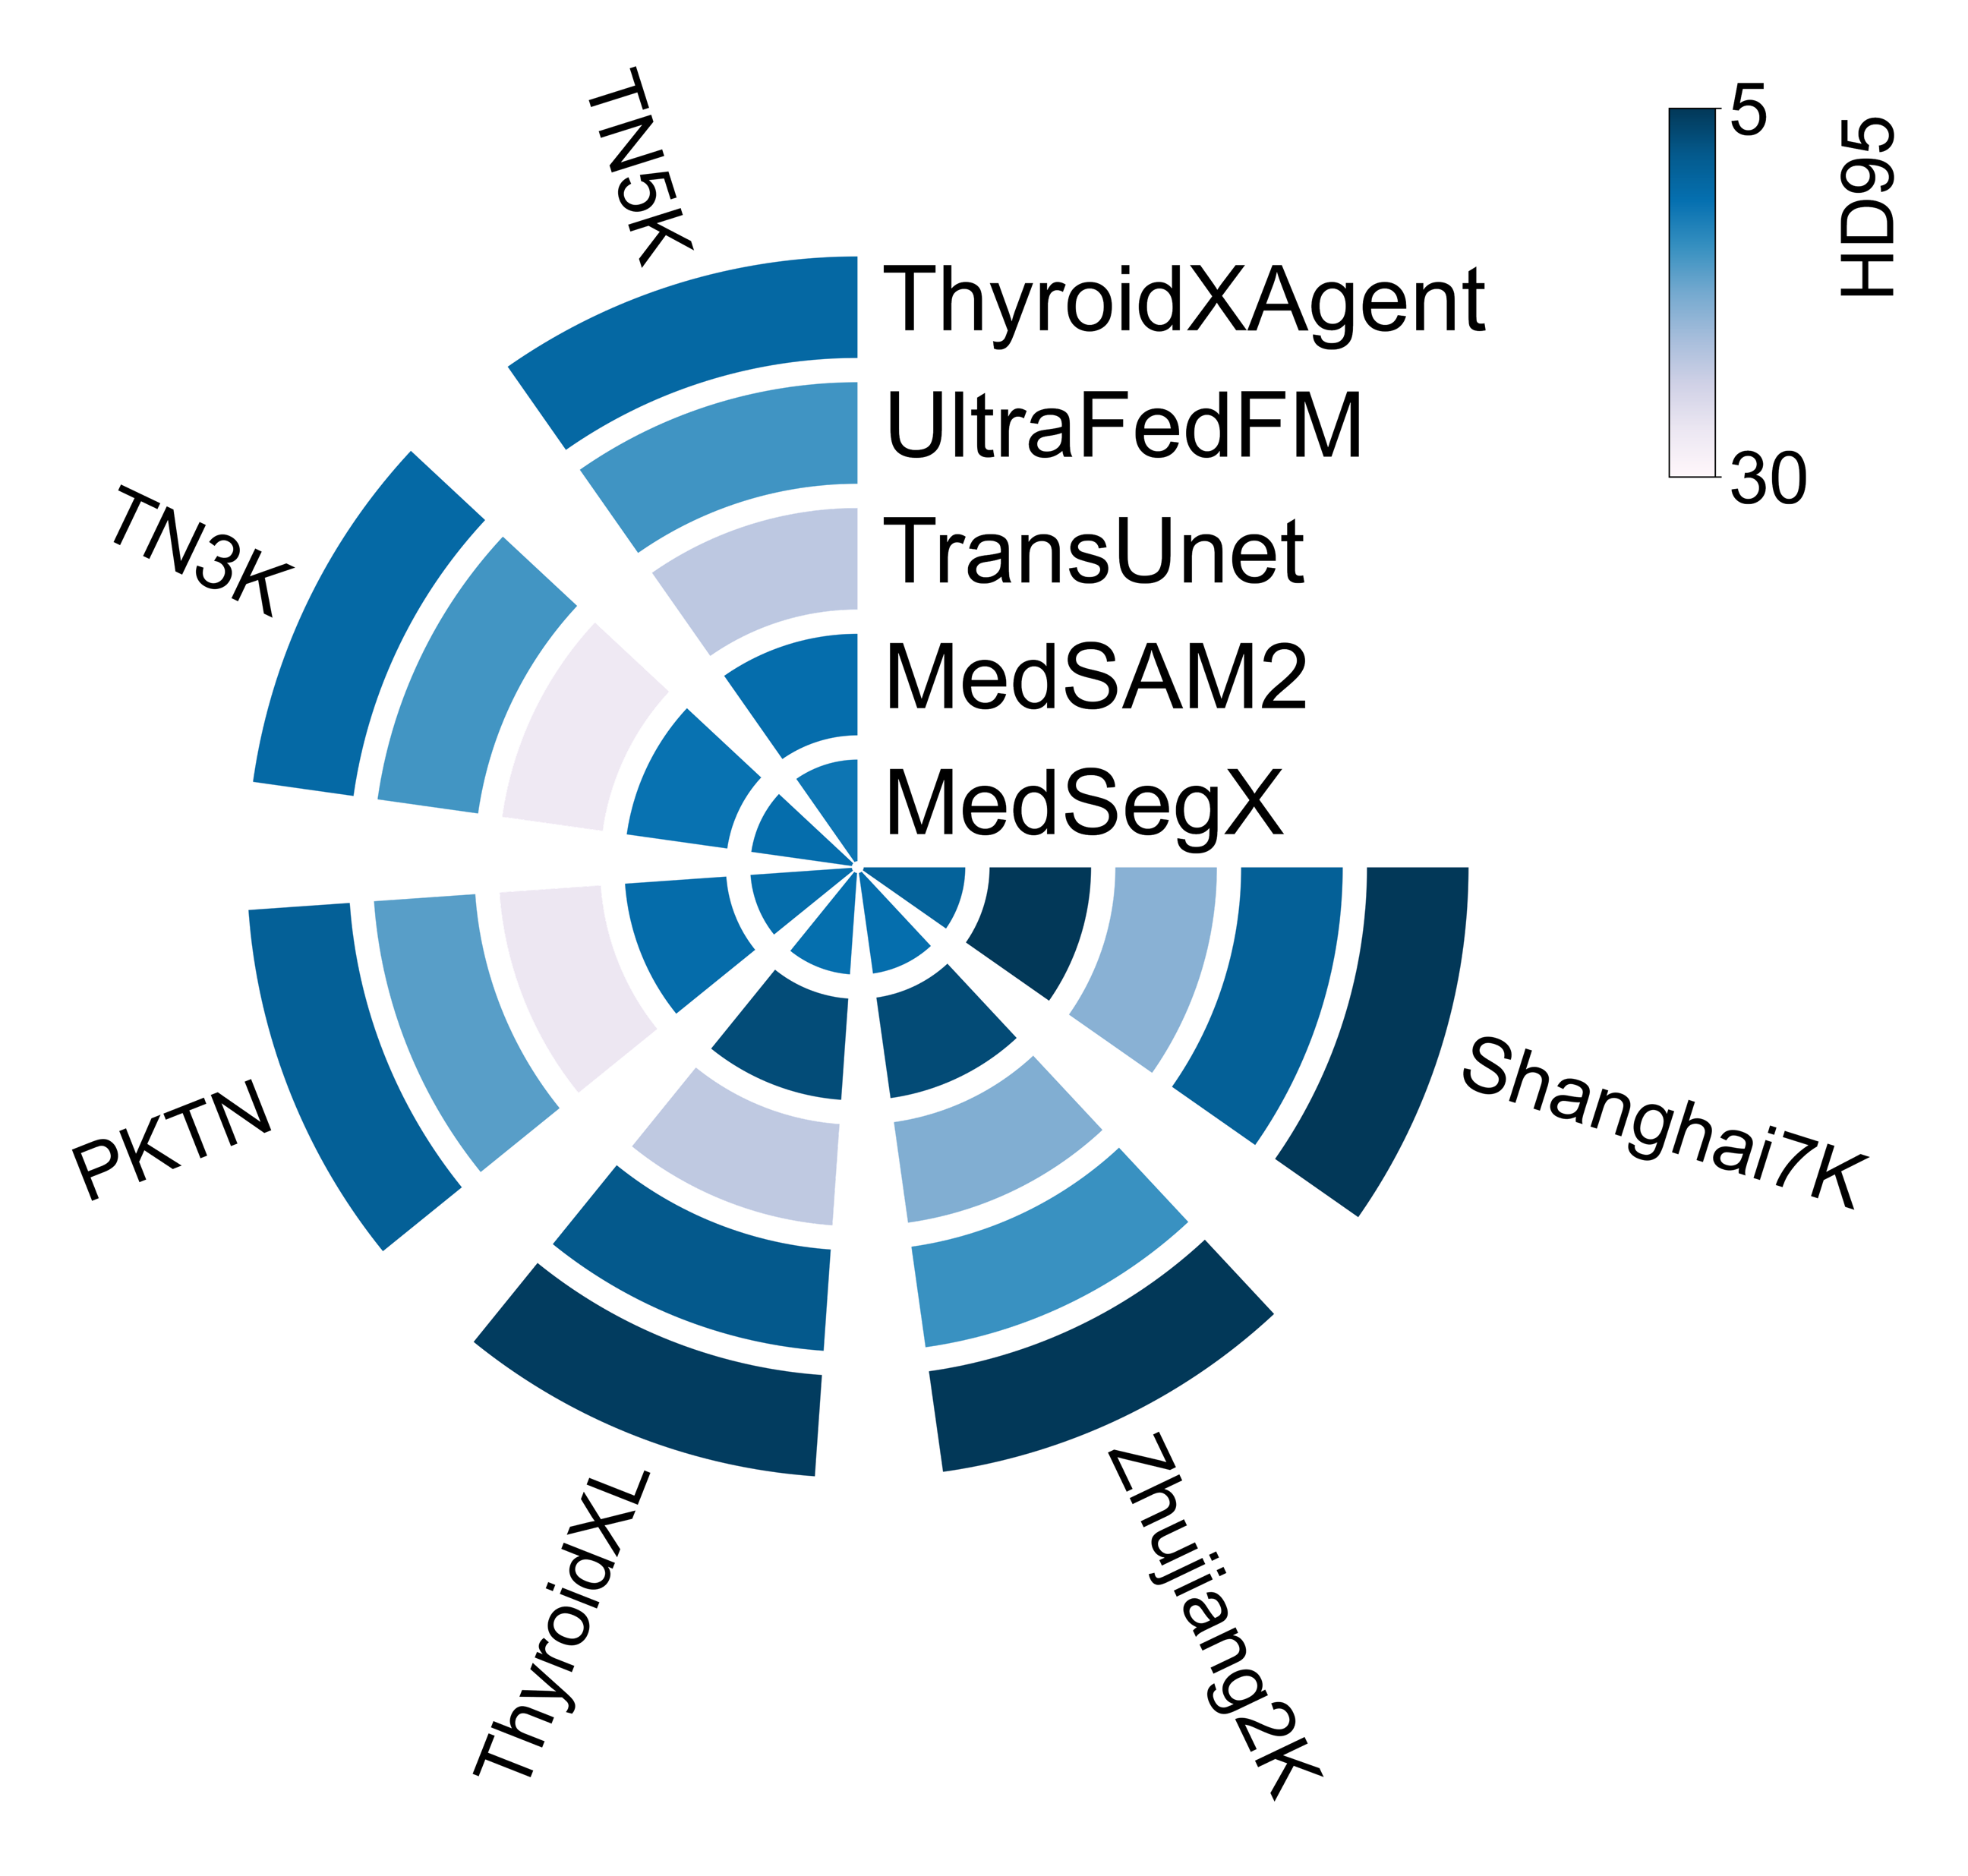 TN5K
5
HD95
30
ThyroidXAgent
UltraFedFM
TransUnet
MedSAM2
MedSegX
TN3K
PKTN
ThyroidXL
Zhujiang2K
Shanghai7K